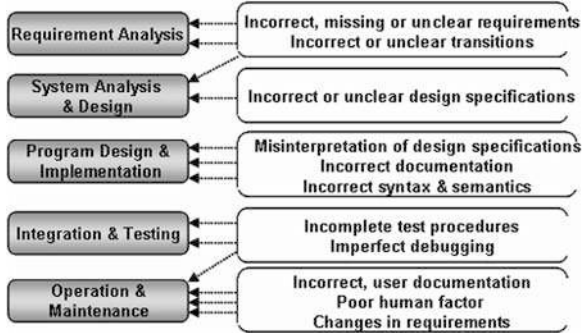 Requirement Analysis
Incorrect, missing or unclear requirements
Incorrect or unclear transitions
System Analysis
& Design
Incorrect or unclear design specifications
Program Design &
Implementation
Misinterpretation of design specifications
Incorrect documentation
Incorrect syntax & semantics
Integration & Testing
Incomplete test procedures
Imperfect debugging
Operation &
Maintenance
Incorrect, user documentation
Poor human factor
Changes in requirements